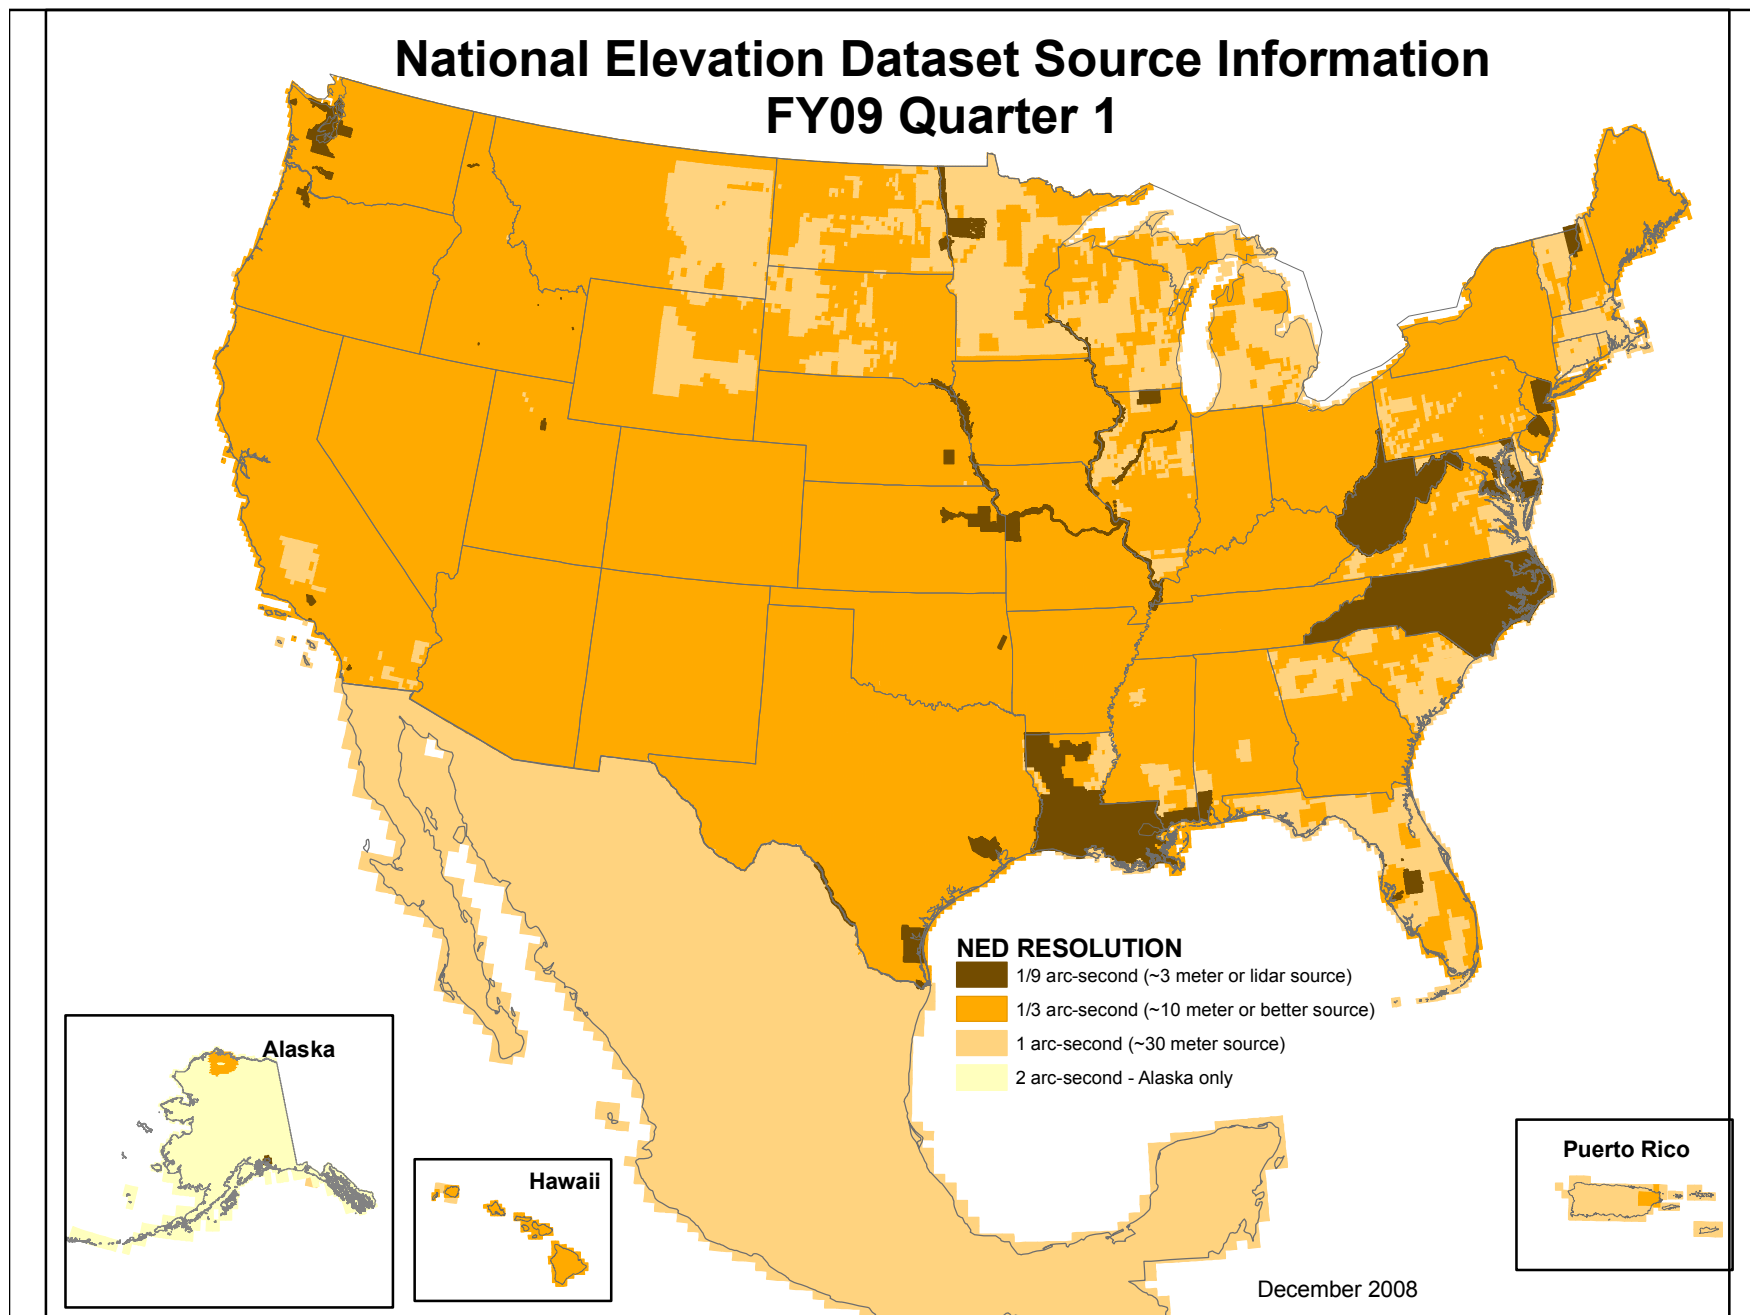 National Elevation Dataset Source Information
FY09 Quarter 1
NED RESOLUTION
1/9 arc-second (~3 meter or lidar source)
1/3 arc-second (~10 meter or better source)
1 arc-second (~30 meter source)
2 arc-second - Alaska only
Alaska
Hawaii
Puerto Rico
December 2008